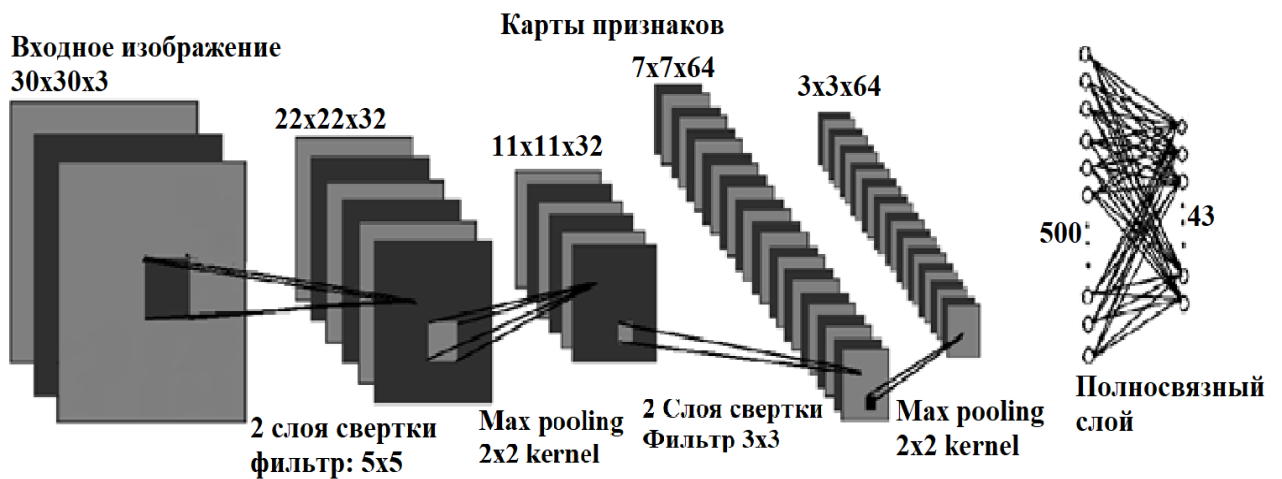 Карты признаков
Входное изображение
30x30x3
22x22x32
11x11x32
7x7x64
3x3x64
500
43
2 слоя свертки
фильтр: 5x5
Max pooling
2x2 kernel
2 Слоя свертки
Фильтр 3x3
Max pooling
2x2 kernel
Полносвязный
слой